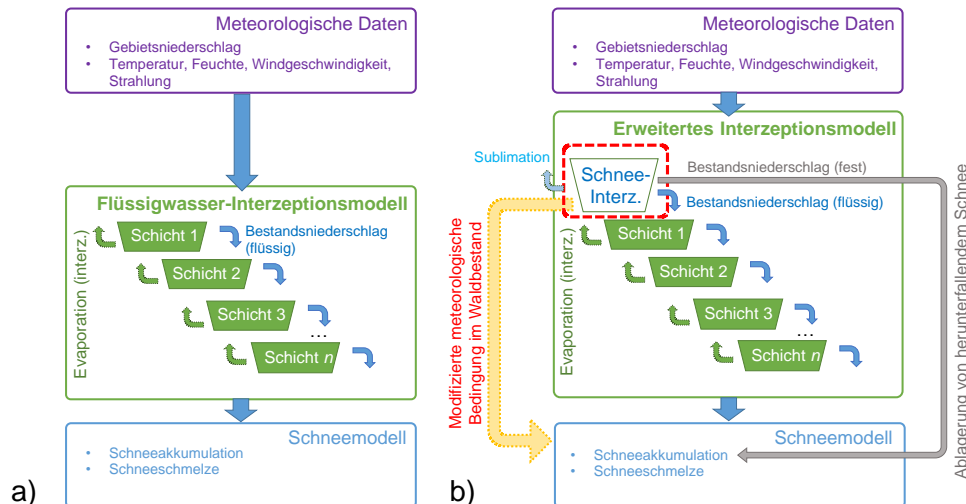 Meteorologische Daten
• Gebietsniederschlag
• Temperatur, Feuchte, Windgeschwindigkeit,
Strahlung
Flüssigwasser-Interzeptionsmodell
Evaporation (interz.)
Schicht 1
Bestandsniederschlag
(flüssig)
Schicht 2
Schicht 3
...
Schicht n
Schneemodell
• Schneeakkumulation
• Schneeschmelze
a)
Meteorologische Daten
• Gebietsniederschlag
• Temperatur, Feuchte, Windgeschwindigkeit,
Strahlung
Erweitertes Interzeptionsmodell
Sublimation
Schnee-
Interz.
Bestandsniederschlag (fest)
Bestandsniederschlag (flüssig)
Evaporation (interz.)
Schicht 1
Schicht 2
Schicht 3
...
Schicht n
Modifizierte meteorologische
Bedingung im Waldbestand
Ablagerung von herunterfallendem Schnee
Schneemodell
• Schneeakkumulation
• Schneeschmelze
b)